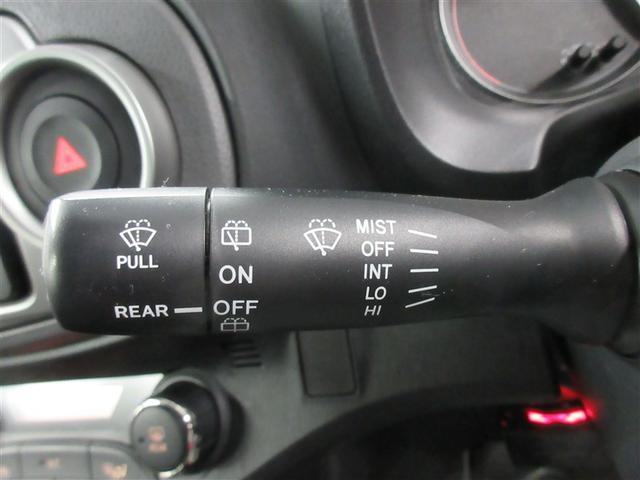 MIST
OFF
INT
LO
HI
PULL
ON
REAR
OFF